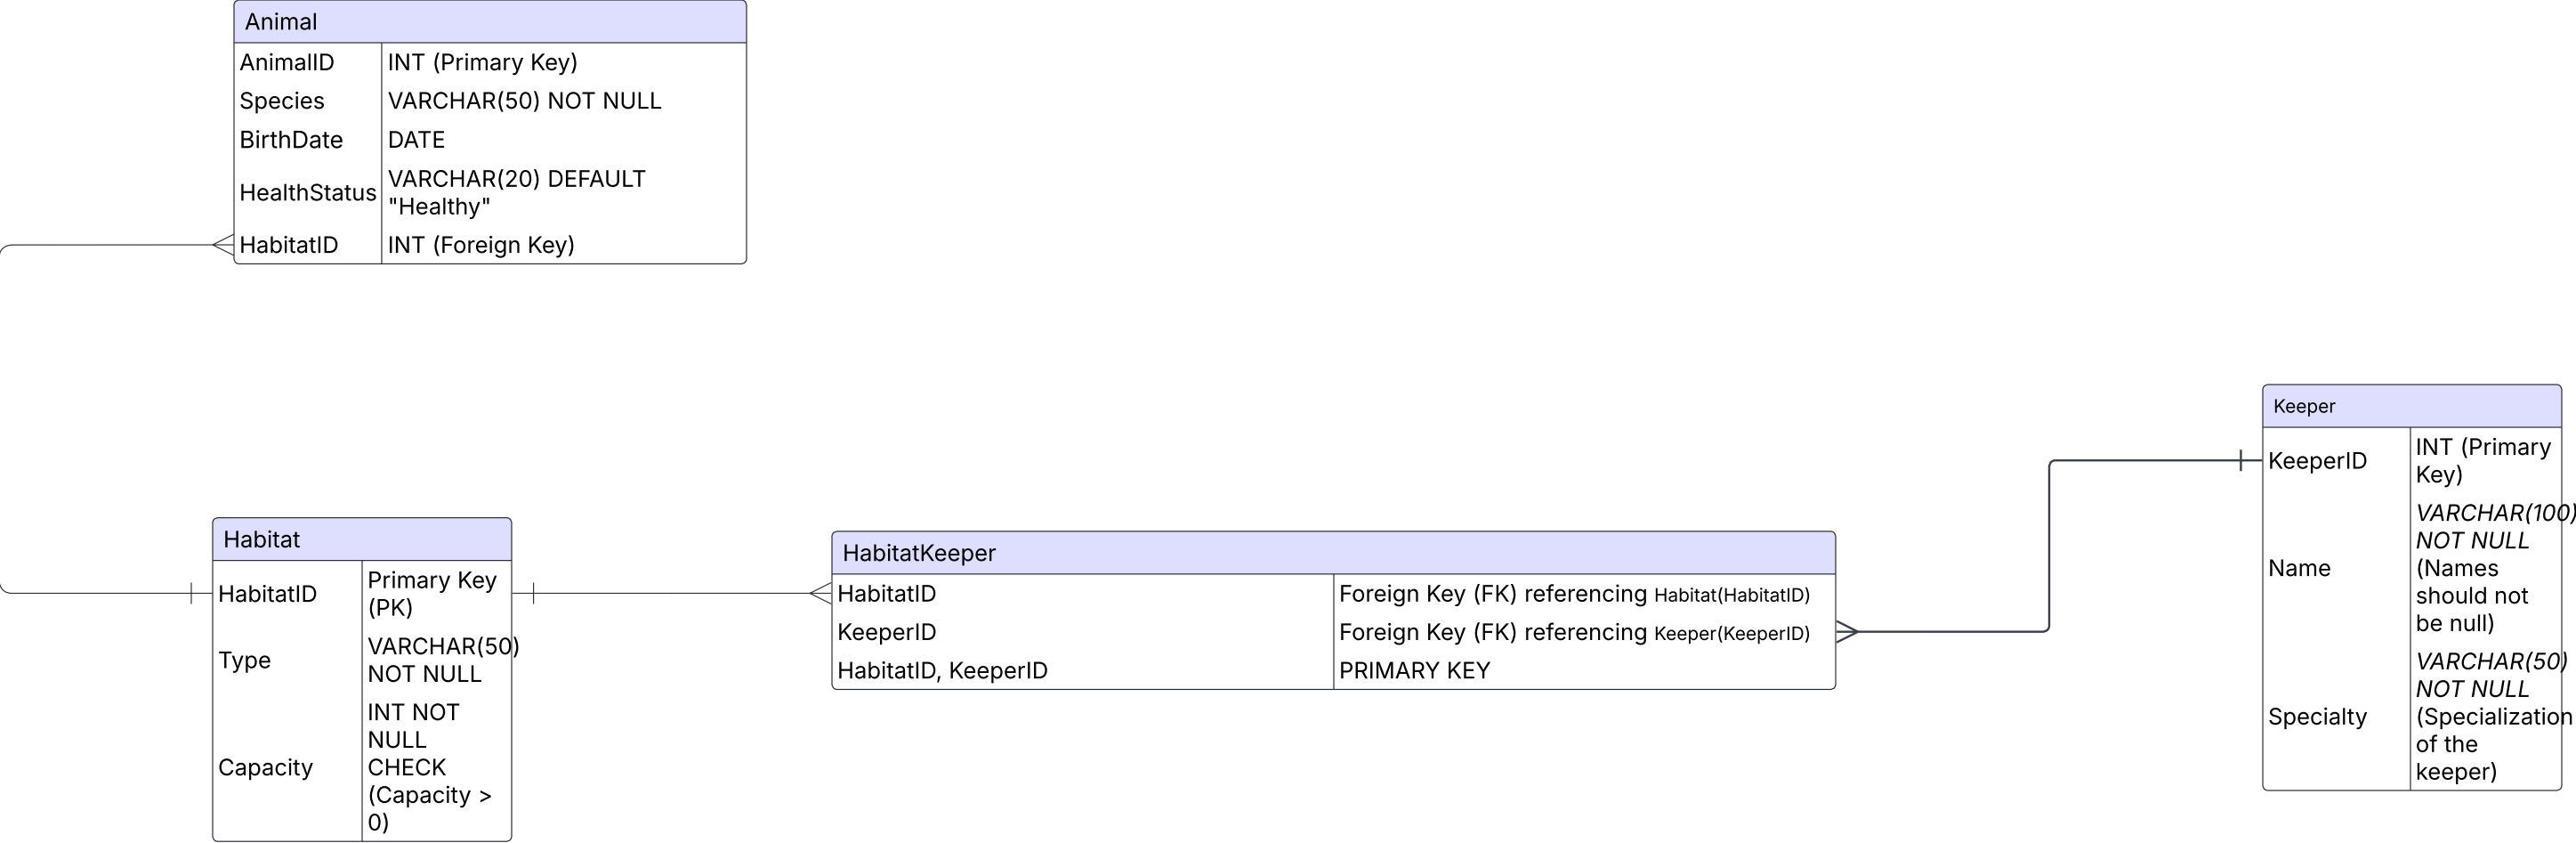 Animal
AnimalID
INT (Primary Key)
Species
VARCHAR(50) NOT NULL
BirthDate
DATE
HealthStatus
VARCHAR(20) DEFAULT
"Healthy"
HabitatID
INT (Foreign Key)
Habitat
HabitatID
Primary Key
(PK)
Type
VARCHAR(50)
NOT NULL
Capacity
INT NOT
NULL
CHECK
(Capacity >
0)
HabitatKeeper
HabitatID
Foreign Key (FK) referencing Habitat(HabitatID)
KeeperID
Foreign Key (FK) referencing Keeper(KeeperID)
HabitatID, KeeperID
PRIMARY KEY
Keeper
KeeperID
INT (Primary
Key)
Name
VARCHAR(100)
NOT NULL
(Names
should not
be null)
Specialty
VARCHAR(50)
NOT NULL
(Specialization
of the
keeper)